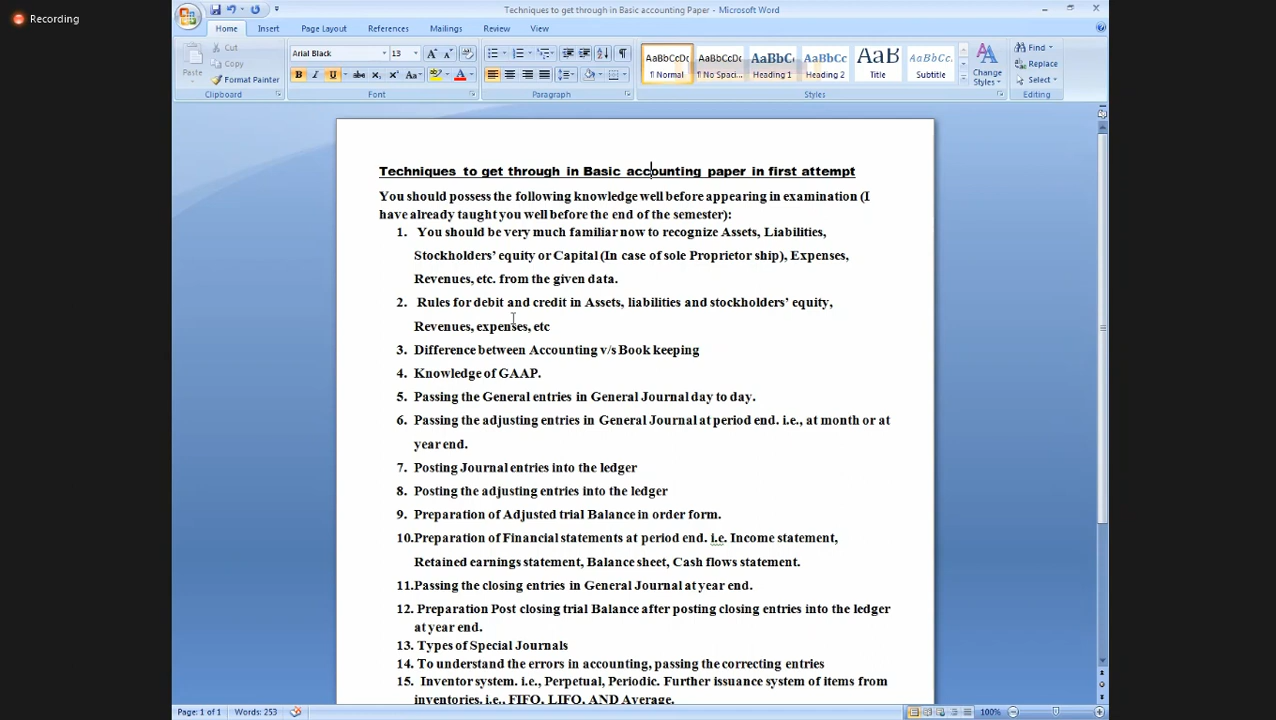 Recording
Techniques to get through in Basic accounting Paper - Microsoft Word
Home Insert Page Layout References Mailings Review View
Paste
Cut
Copy
Format Painter
Clipboard
Arial Black 13
Font
Paragraph
AaBbCcDc AaBbCcDc AaBbC AaBbCc AaB AaBbCc.
¶ Normal ¶ No Spaci... Heading 1 Heading 2 Title Subtitle
Change Styles
Styles
Find
Replace
Select
Editing
Techniques to get through in Basic accounting paper in first attempt
You should possess the following knowledge well before appearing in examination (I
have already taught you well before the end of the semester):
1. You should be very much familiar now to recognize Assets, Liabilities,
Stockholders’ equity or Capital (In case of sole Proprietor ship), Expenses,
Revenues, etc. from the given data.
2. Rules for debit and credit in Assets, liabilities and stockholders’ equity,
Revenues, expenses, etc
3. Difference between Accounting v/s Book keeping
4. Knowledge of GAAP.
5. Passing the General entries in General Journal day to day.
6. Passing the adjusting entries in General Journal at period end. i.e., at month or at
year end.
7. Posting Journal entries into the ledger
8. Posting the adjusting entries into the ledger
9. Preparation of Adjusted trial Balance in order form.
10.Preparation of Financial statements at period end. i.e. Income statement,
Retained earnings statement, Balance sheet, Cash flows statement.
11.Passing the closing entries in General Journal at year end.
12. Preparation Post closing trial Balance after posting closing entries into the ledger
at year end.
13. Types of Special Journals
14. To understand the errors in accounting, passing the correcting entries
15. Inventor system. i.e., Perpetual, Periodic. Further issuance system of items from
inventories, i.e., FIFO, LIFO, AND Average.
Page: 1 of 1 Words: 253 100%